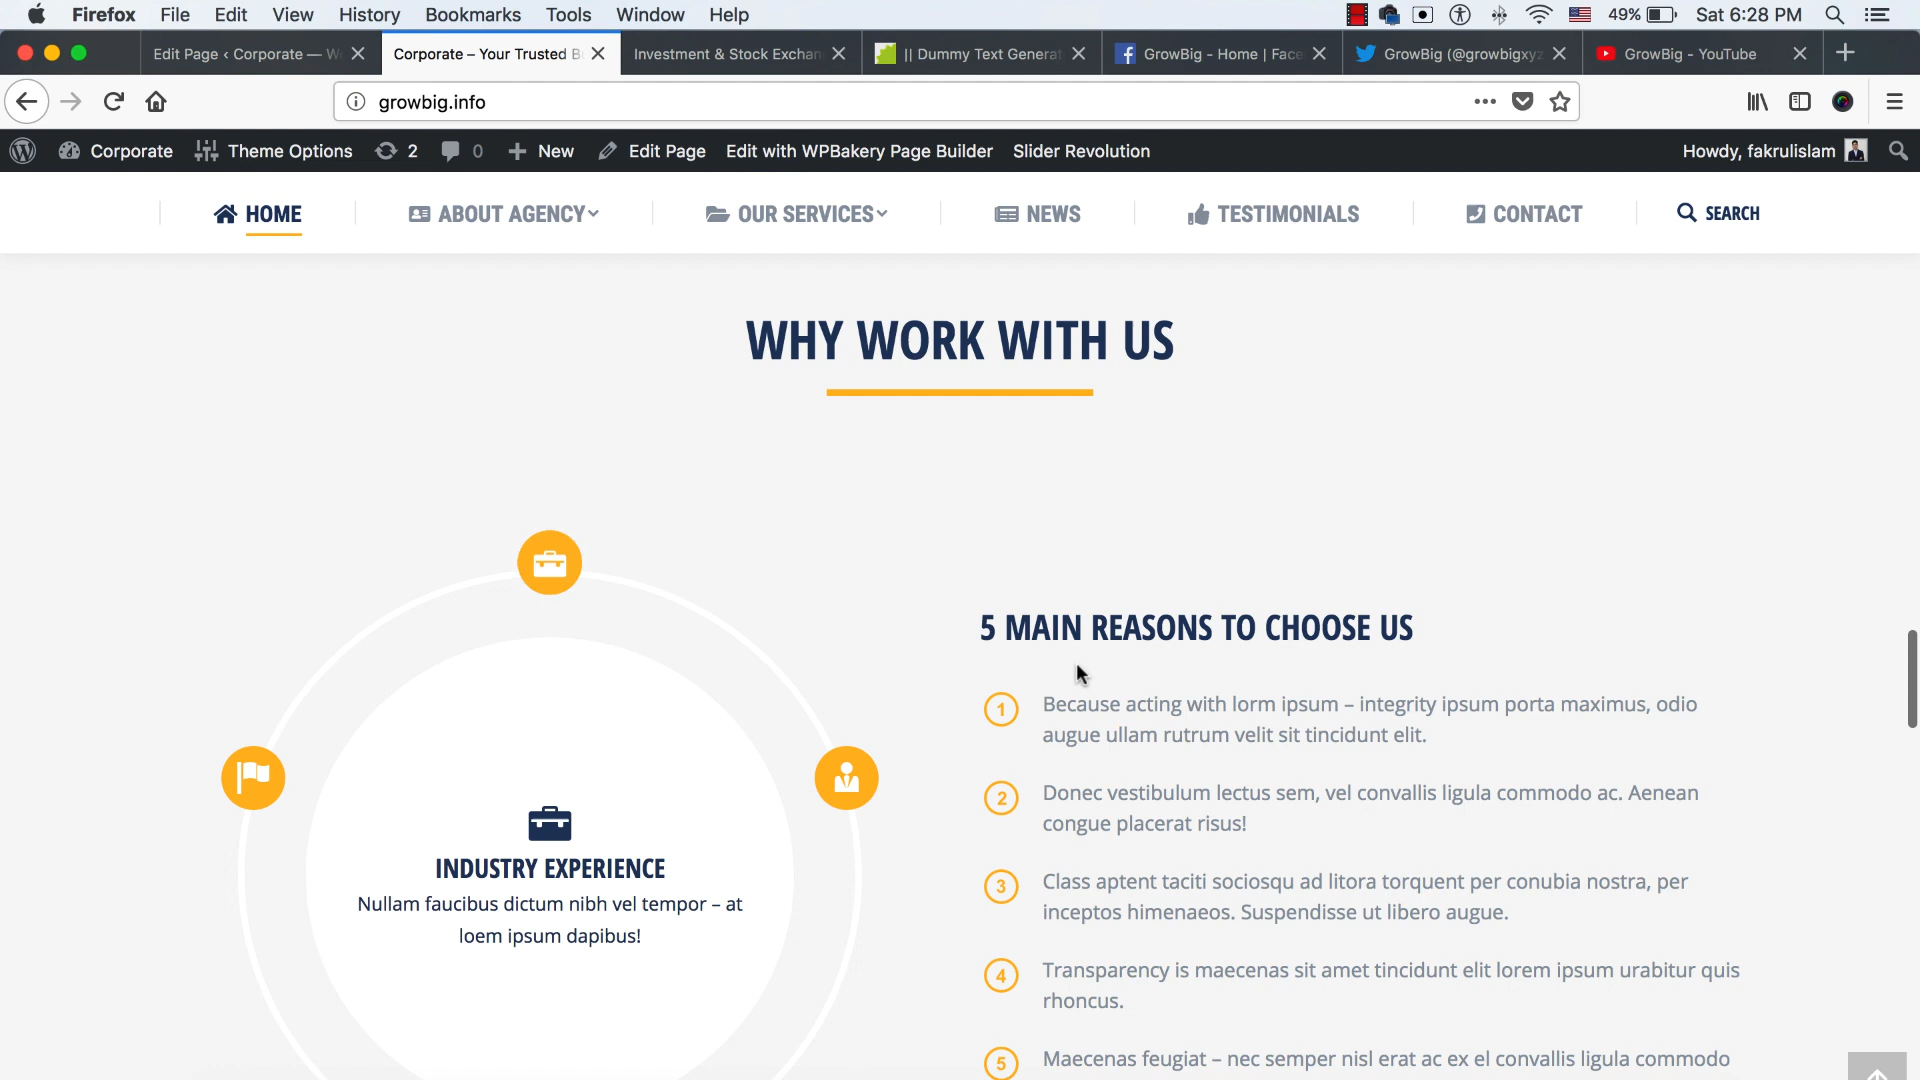 Firefox File Edit View History Bookmarks Tools Window Help 49% Sat 6:28 PM
Edit Page ‹ Corporate — W Corporate – Your Trusted B Investment & Stock Exchan || Dummy Text Generat GrowBig - Home | Face GrowBig (@growbigxyz GrowBig - YouTube
growbig.info
Corporate Theme Options 2 0 New Edit Page Edit with WPBakery Page Builder Slider Revolution Howdy, fakrulislam
HOME ABOUT AGENCY OUR SERVICES NEWS TESTIMONIALS CONTACT SEARCH
WHY WORK WITH US
INDUSTRY EXPERIENCE
Nullam faucibus dictum nibh vel tempor – at
loem ipsum dapibus!
5 MAIN REASONS TO CHOOSE US
1 Because acting with lorm ipsum – integrity ipsum porta maximus, odio
augue ullam rutrum velit sit tincidunt elit.
2 Donec vestibulum lectus sem, vel convallis ligula commodo ac. Aenean
congue placerat risus!
3 Class aptent taciti sociosqu ad litora torquent per conubia nostra, per
inceptos himenaeos. Suspendisse ut libero augue.
4 Transparency is maecenas sit amet tincidunt elit lorem ipsum urabitur quis
rhoncus.
5 Maecenas feugiat – nec semper nisl erat ac ex el convallis ligula commodo